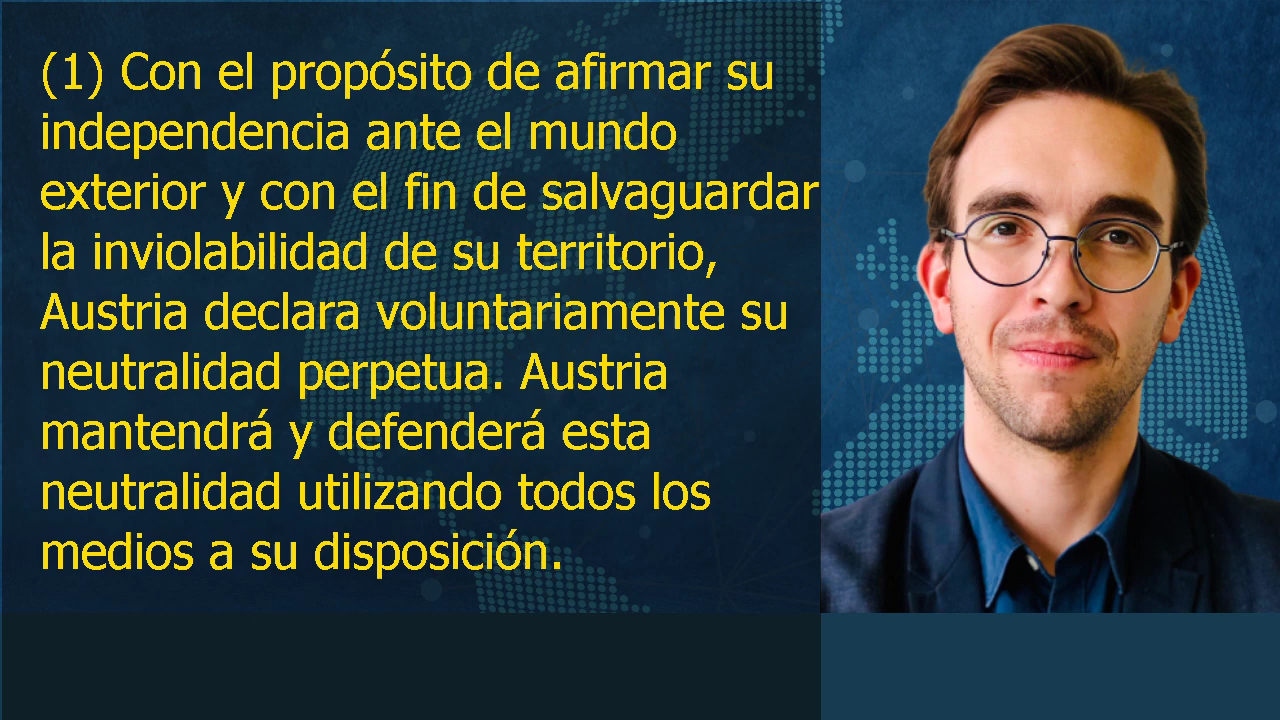 (1) Con el propósito de afirmar su
independencia ante el mundo
exterior y con el fin de salvaguardar
la inviolabilidad de su territorio,
Austria declara voluntariamente su
neutralidad perpetua. Austria
mantendrá y defenderá esta
neutralidad utilizando todos los
medios a su disposición.